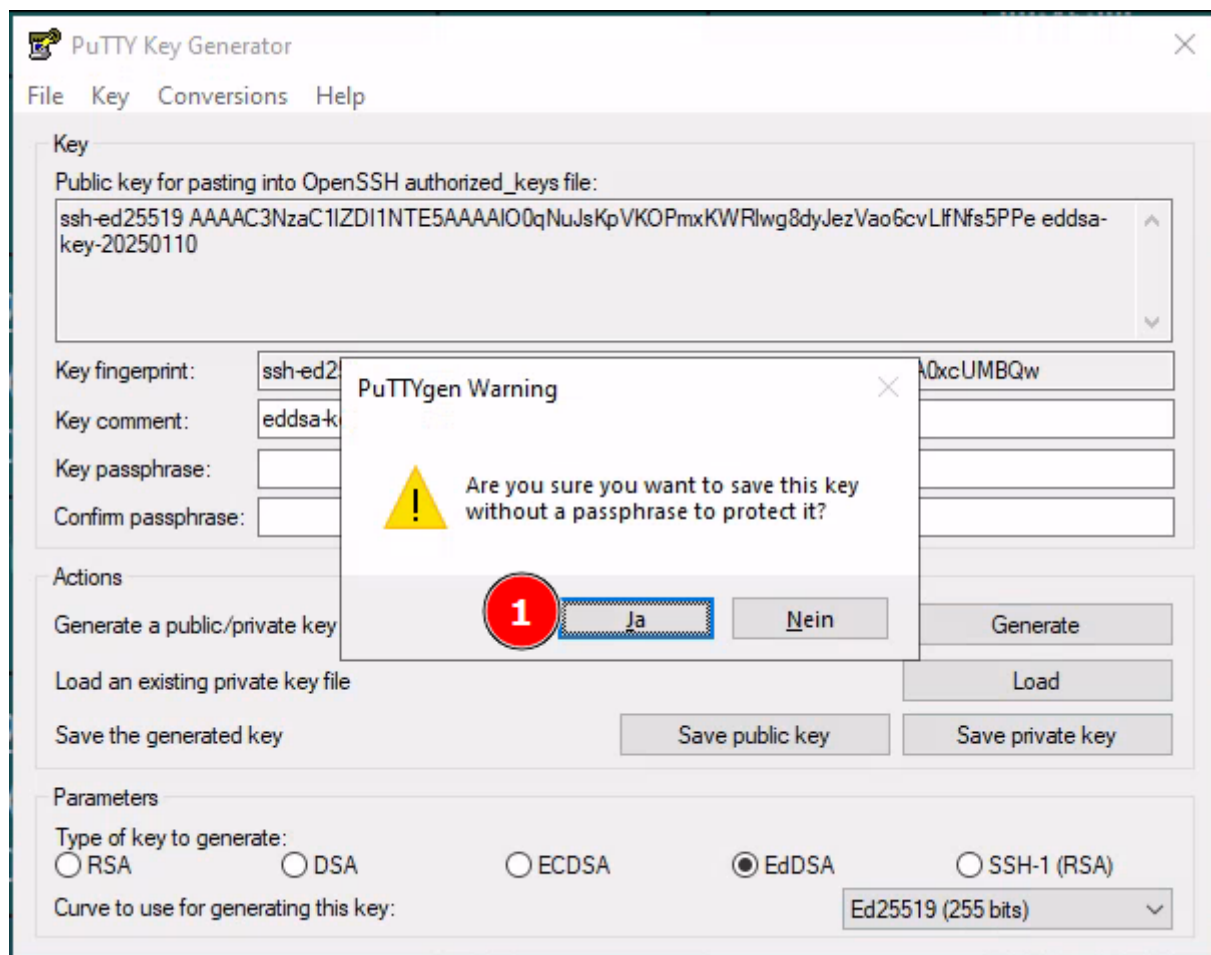 PuTTY Key Generator
File Key Conversions Help
Key
Public key for pasting into OpenSSH authorized_keys file:
ssh-ed25519 AAAAC3NzaC1lZDI1NTE5AAAAIO0qNuJsKpVKOPmxKWRlwg8dyJezVao6cvLlfNfs5PPe eddsa-
key-20250110
Key fingerprint: ssh-ed2 A0xcUMBQw
Key comment: eddsa-k
Key passphrase:
Confirm passphrase:
PuTTYgen Warning
Are you sure you want to save this key
without a passphrase to protect it?
1 Ja Nein
Actions
Generate a public/private key Generate
Load an existing private key file Load
Save the generated key Save public key Save private key
Parameters
Type of key to generate:
RSA DSA ECDSA EdDSA SSH-1 (RSA)
Curve to use for generating this key: Ed25519 (255 bits)